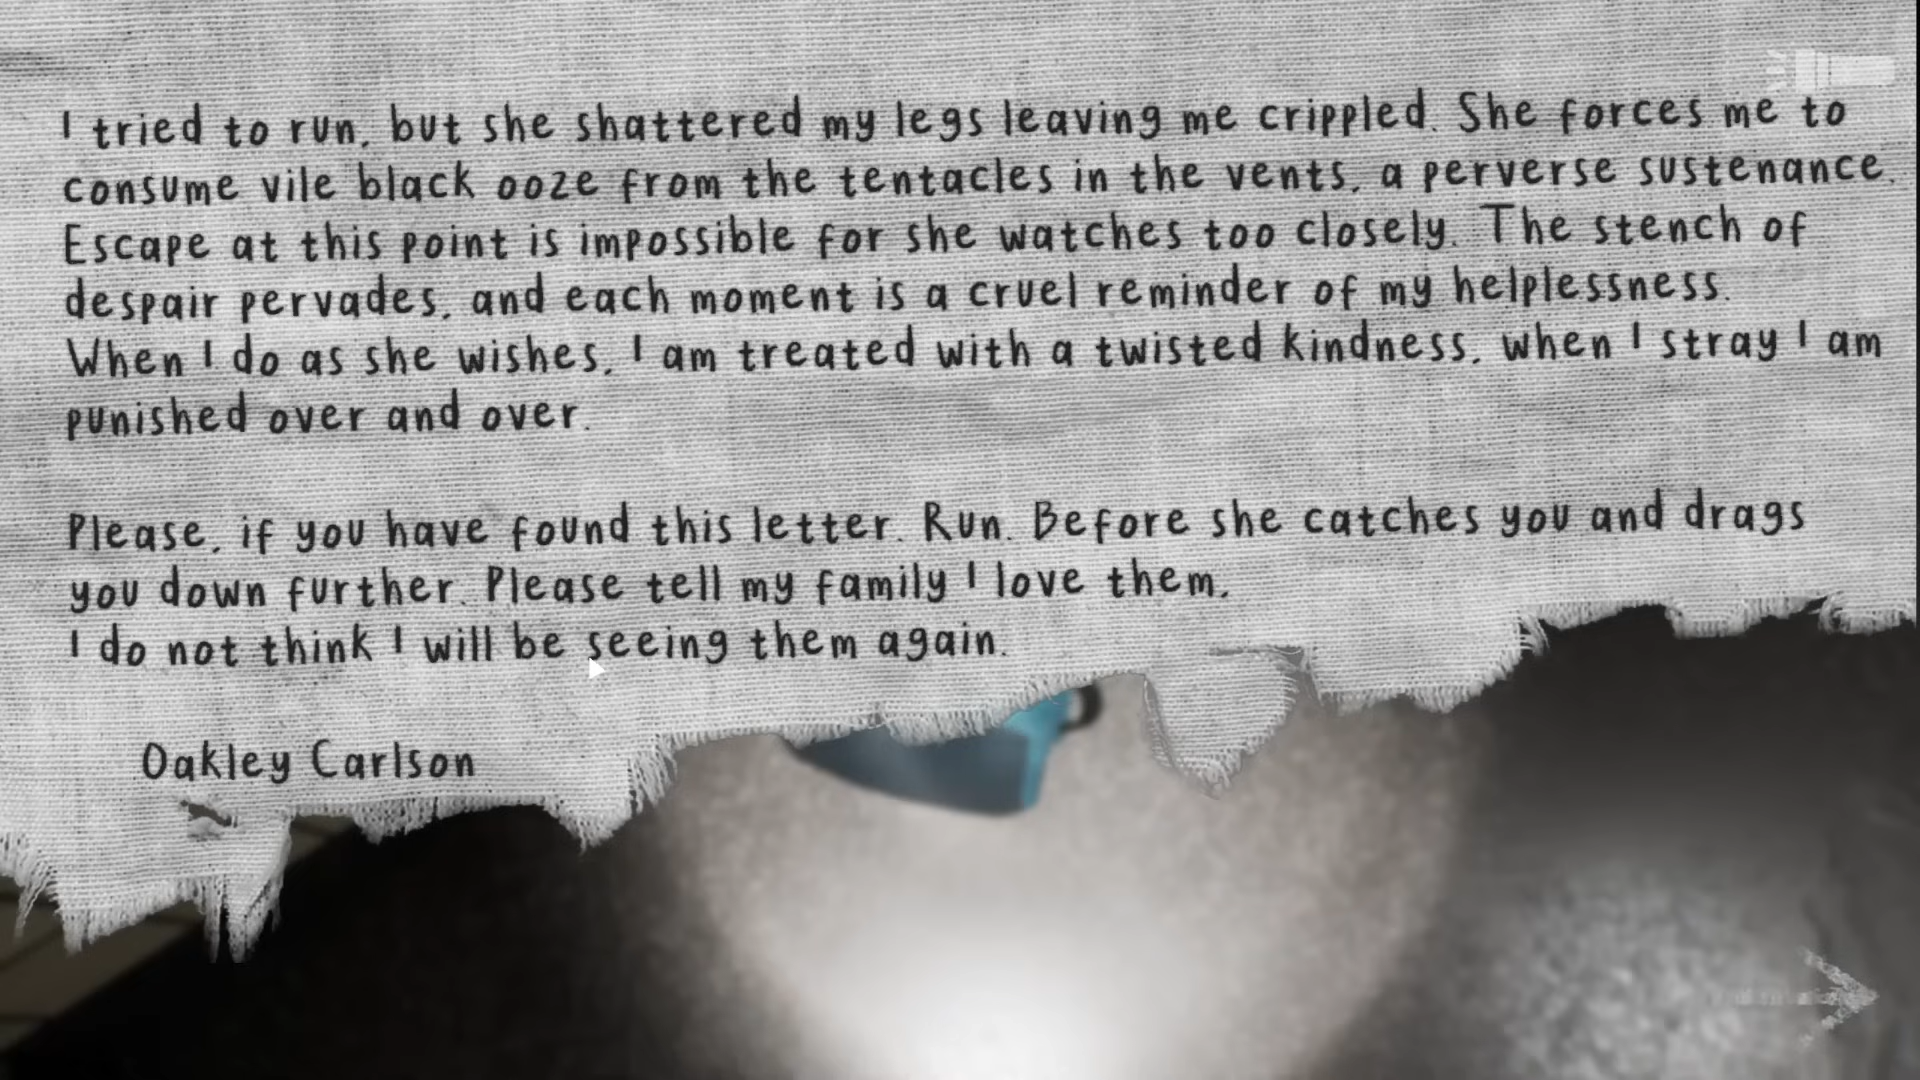 I tried to run, but she shattered my legs leaving me crippled. She forces me to
consume vile black ooze from the tentacles in the vents, a perverse sustenance.
Escape at this point is impossible for she watches too closely. The stench of
despair pervades, and each moment is a cruel reminder of my helplessness.
When I do as she wishes, I am treated with a twisted kindness, when I stray I am
punished over and over.
Please, if you have found this letter. Run. Before she catches you and drags
you down further. Please tell my family I love them.
I do not think I will be seeing them again.
Oakley Carlson